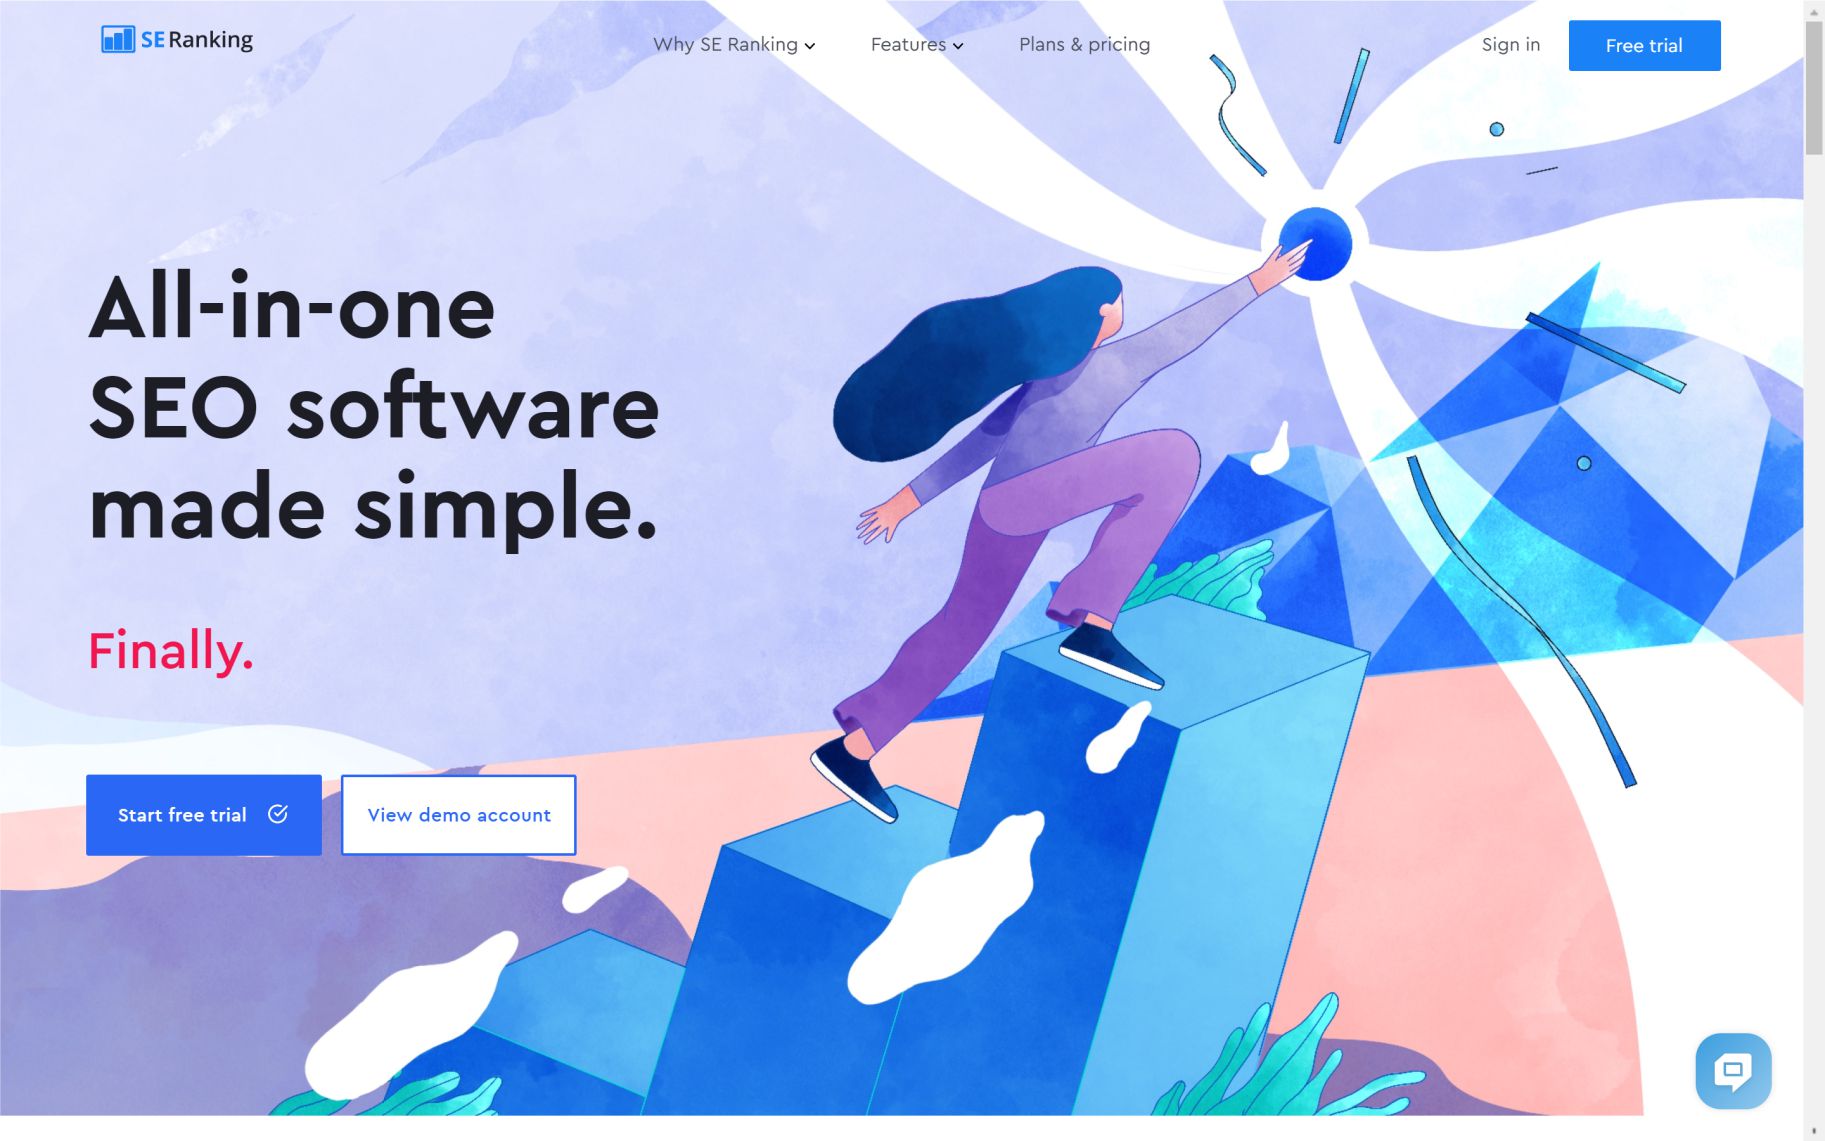 SE Ranking
Why SE Ranking
Features
Plans & pricing
Sign in
Free trial
All-in-one
SEO software
made simple.
Finally.
Start free trial
View demo account